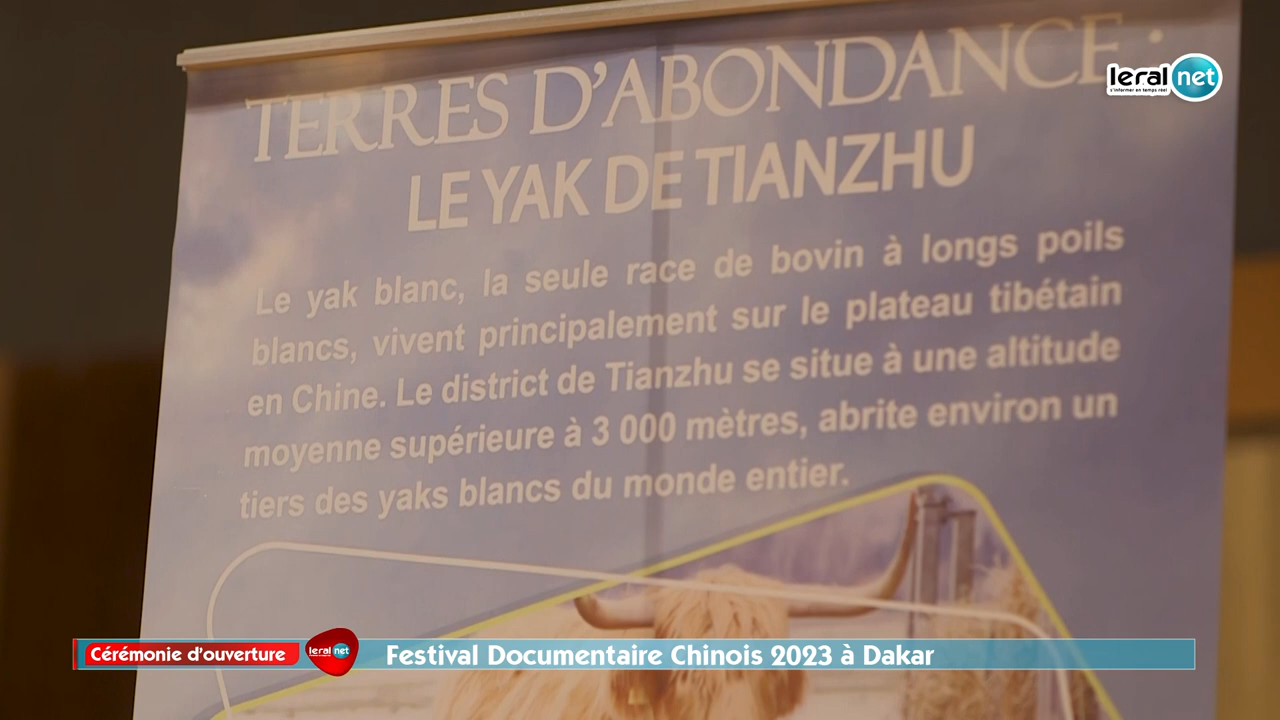 TERRES D'ABONDANCE :
leral net
s'informer en temps réel
LE YAK DE TIANZHU
Le yak blanc, la seule race de bovin à longs poils
blancs, vivent principalement sur le plateau tibétain
en Chine. Le district de Tianzhu se situe à une altitude
moyenne supérieure à 3 000 mètres, abrite environ un
tiers des yaks blancs du monde entier.
Cérémonie d'ouverture
leral net
Festival Documentaire Chinois 2023 à Dakar